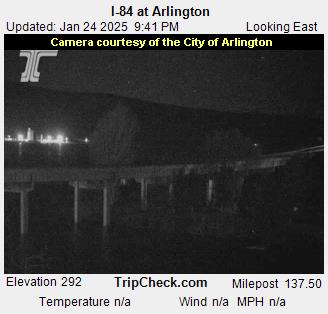 I-84 at Arlington
Updated: Jan 24 2025 9:41 PM Looking East
Camera courtesy of the City of Arlington
Elevation 292 TripCheck.com Milepost 137.50
Temperature n/a Wind n/a MPH n/a